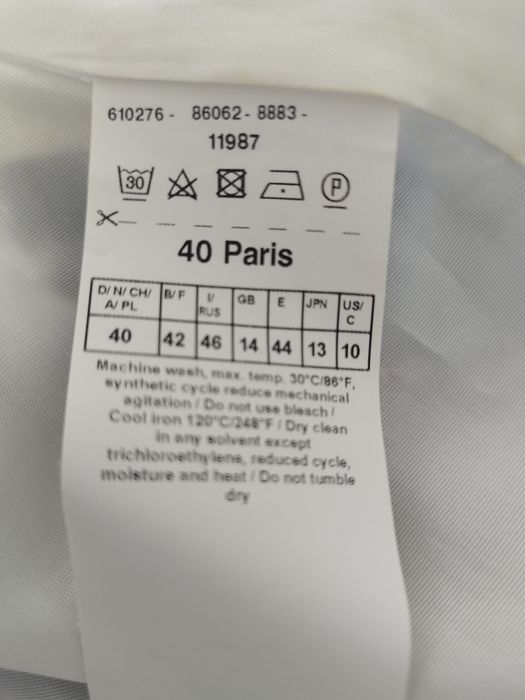 610276 - 86062 - 8883 -
11987
30 P
40 Paris
D/ N/ CH/ A/ PL B/ F I/ RUS GB E JPN US/ C
40 42 46 14 44 13 10
Machine wash, max. temp. 30°C/86°F,
synthetic cycle reduce mechanical
agitation / Do not use bleach /
Cool iron 120°C/248°F / Dry clean
in any solvent except
trichloroethylene, reduced cycle,
moisture and heat / Do not tumble
dry